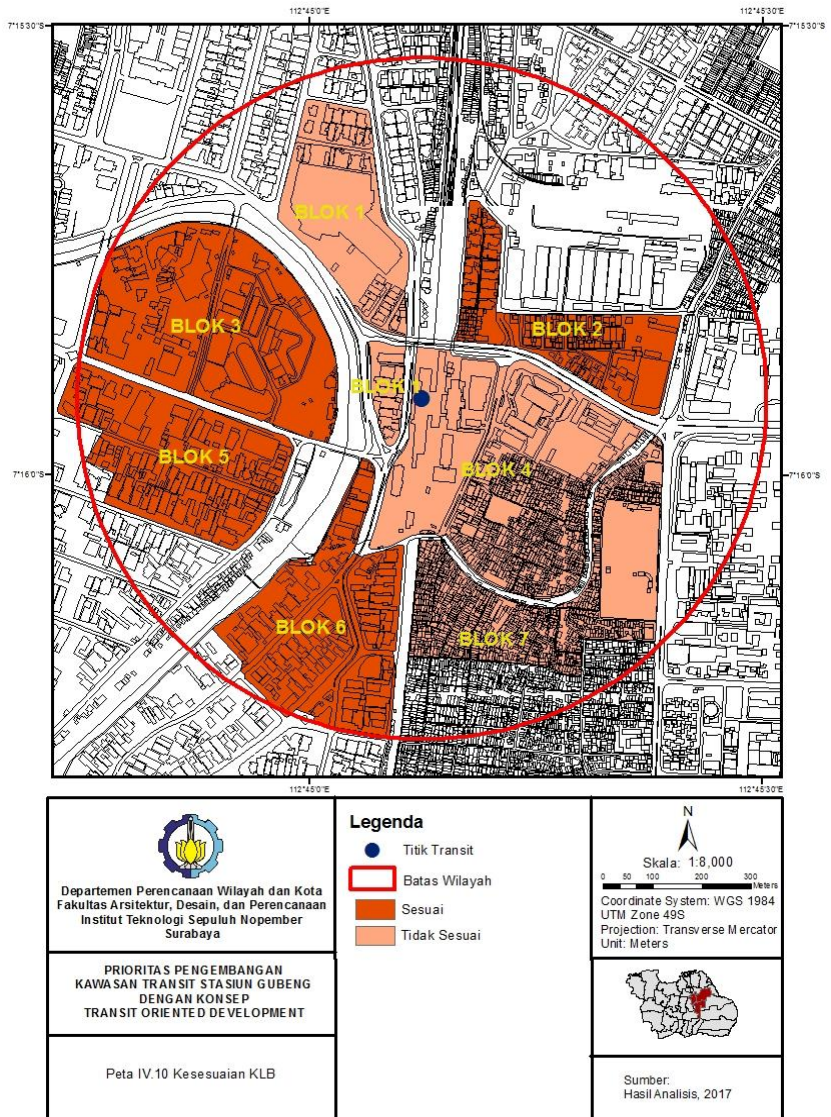 112°45'0"E
112°45'30"E
7°15'30"S
7°15'30"S
BLOK 1
BLOK 3
BLOK 2
BLOK 1
BLOK 5
BLOK 4
7°16'0"S
7°16'0"S
BLOK 6
BLOK 7
112°45'0"E
112°45'30"E
Departemen Perencanaan Wilayah dan Kota
Fakultas Arsitektur, Desain, dan Perencanaan
Institut Teknologi Sepuluh Nopember
Surabaya
PRIORITAS PENGEMBANGAN
KAWASAN TRANSIT STASIUN GUBENG
DENGAN KONSEP
TRANSIT ORIENTED DEVELOPMENT
Peta IV.10 Kesesuaian KLB
Legenda
Titik Transit
Batas Wilayah
Sesuai
Tidak Sesuai
N
Skala: 1:8,000
0 50 100 200 300
Meters
Coordinate System: WGS 1984
UTM Zone 49S
Projection: Transverse Mercator
Unit: Meters
Sumber:
Hasil Analisis, 2017